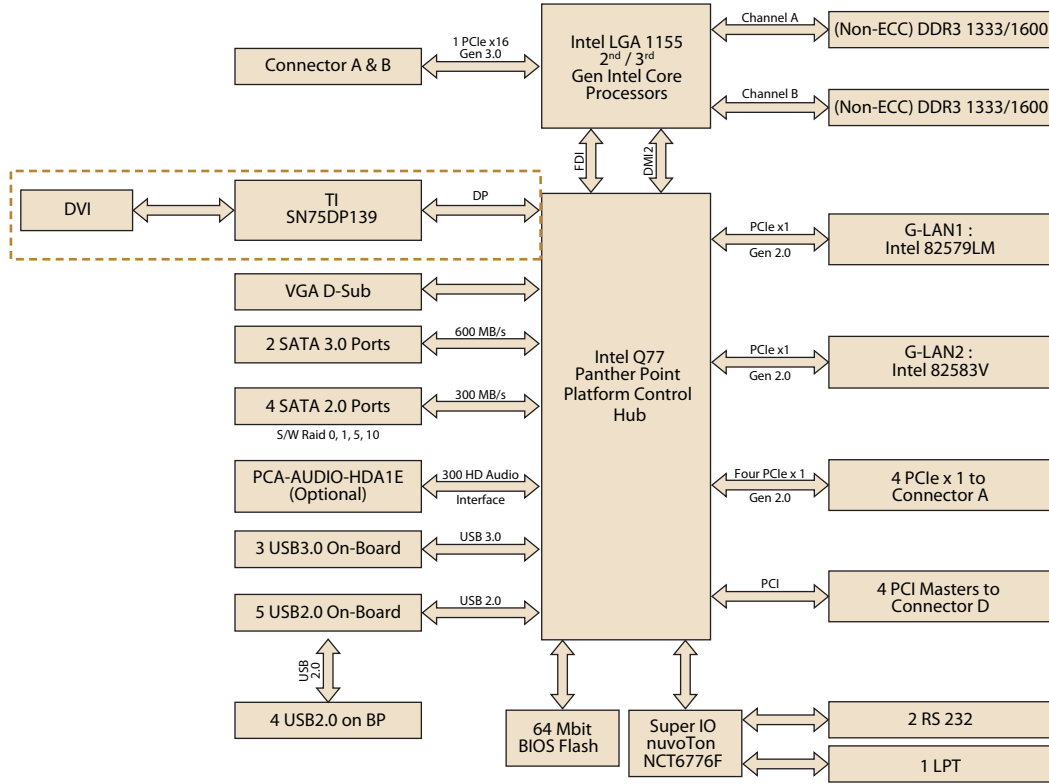 Intel LGA 1155
2nd / 3rd
Gen Intel Core
Processors
Channel A
(Non-ECC) DDR3 1333/1600
Channel B
(Non-ECC) DDR3 1333/1600
Connector A & B
1 PCIe x16
Gen 3.0
FDI
DMI2
DVI
TI
SN75DP139
DP
VGA D-Sub
2 SATA 3.0 Ports
600 MB/s
4 SATA 2.0 Ports
300 MB/s
S/W Raid 0, 1, 5, 10
PCA-AUDIO-HDA1E
(Optional)
300 HD Audio
Interface
3 USB3.0 On-Board
USB 3.0
5 USB2.0 On-Board
USB 2.0
USB
2.0
4 USB2.0 on BP
Intel Q77
Panther Point
Platform Control
Hub
PCIe x1
Gen 2.0
G-LAN1 :
Intel 82579LM
PCIe x1
Gen 2.0
G-LAN2 :
Intel 82583V
Four PCIe x 1
Gen 2.0
4 PCIe x 1 to
Connector A
PCI
4 PCI Masters to
Connector D
64 Mbit
BIOS Flash
Super IO
nuvoTon
NCT6776F
2 RS 232
1 LPT